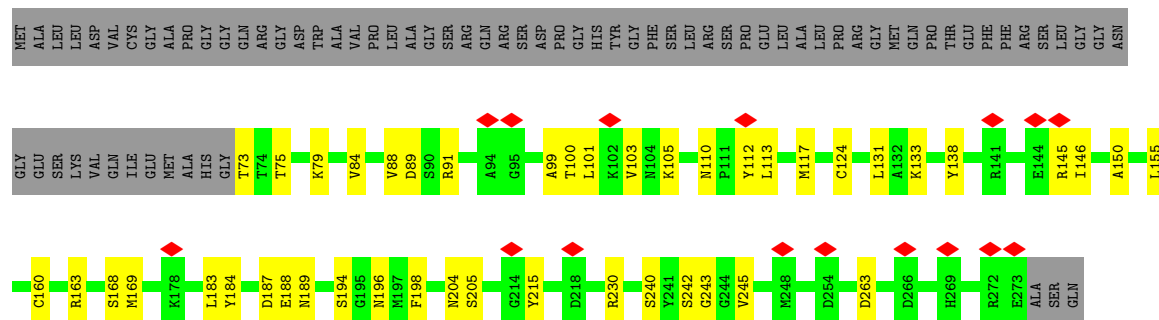 MET ALA LEU LEU ASP VAL CYS GLY ALA PRO GLY GLY GLN ARG GLY ASP TRP ALA VAL PRO LEU ALA GLY SER ARG GLN ARG SER ASP PRO GLY HIS TYR GLY PHE SER LEU ARG SER PRO GLU LEU ALA LEU PRO ARG GLY MET GLN PRO THR GLU PHE PHE ARG SER LEU GLY GLY ASN
GLY GLU SER LYS VAL GLN ILE GLU MET ALA HIS GLY T73 T74 T75 K79 V84 V88 D89 S90 R91 A94 G95 A99 T100 L101 K102 V103 N104 K105 N110 P111 Y112 L113 M117 C124 L131 A132 K133 Y138 R141 E144 R145 I146 A150 L155
C160 R163 S168 M169 K178 L183 Y184 D187 E188 N189 S194 G195 N196 M197 F198 N204 S205 G214 Y215 D218 R230 S240 Y241 S242 G243 G244 V245 M248 D254 D263 D266 H269 R272 E273 ALA SER GLN